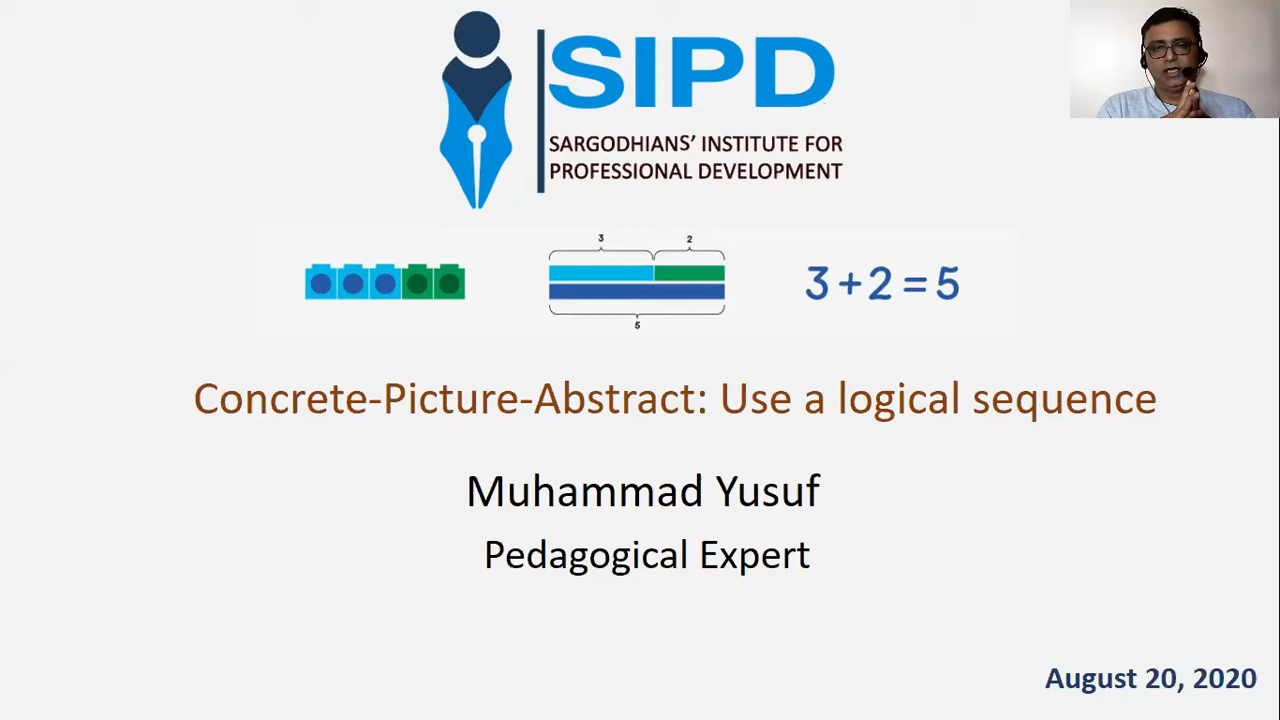 SIPD
SARGODHIANS’ INSTITUTE FOR
PROFESSIONAL DEVELOPMENT
3 2
5
3+2=5
Concrete-Picture-Abstract: Use a logical sequence
Muhammad Yusuf
Pedagogical Expert
August 20, 2020